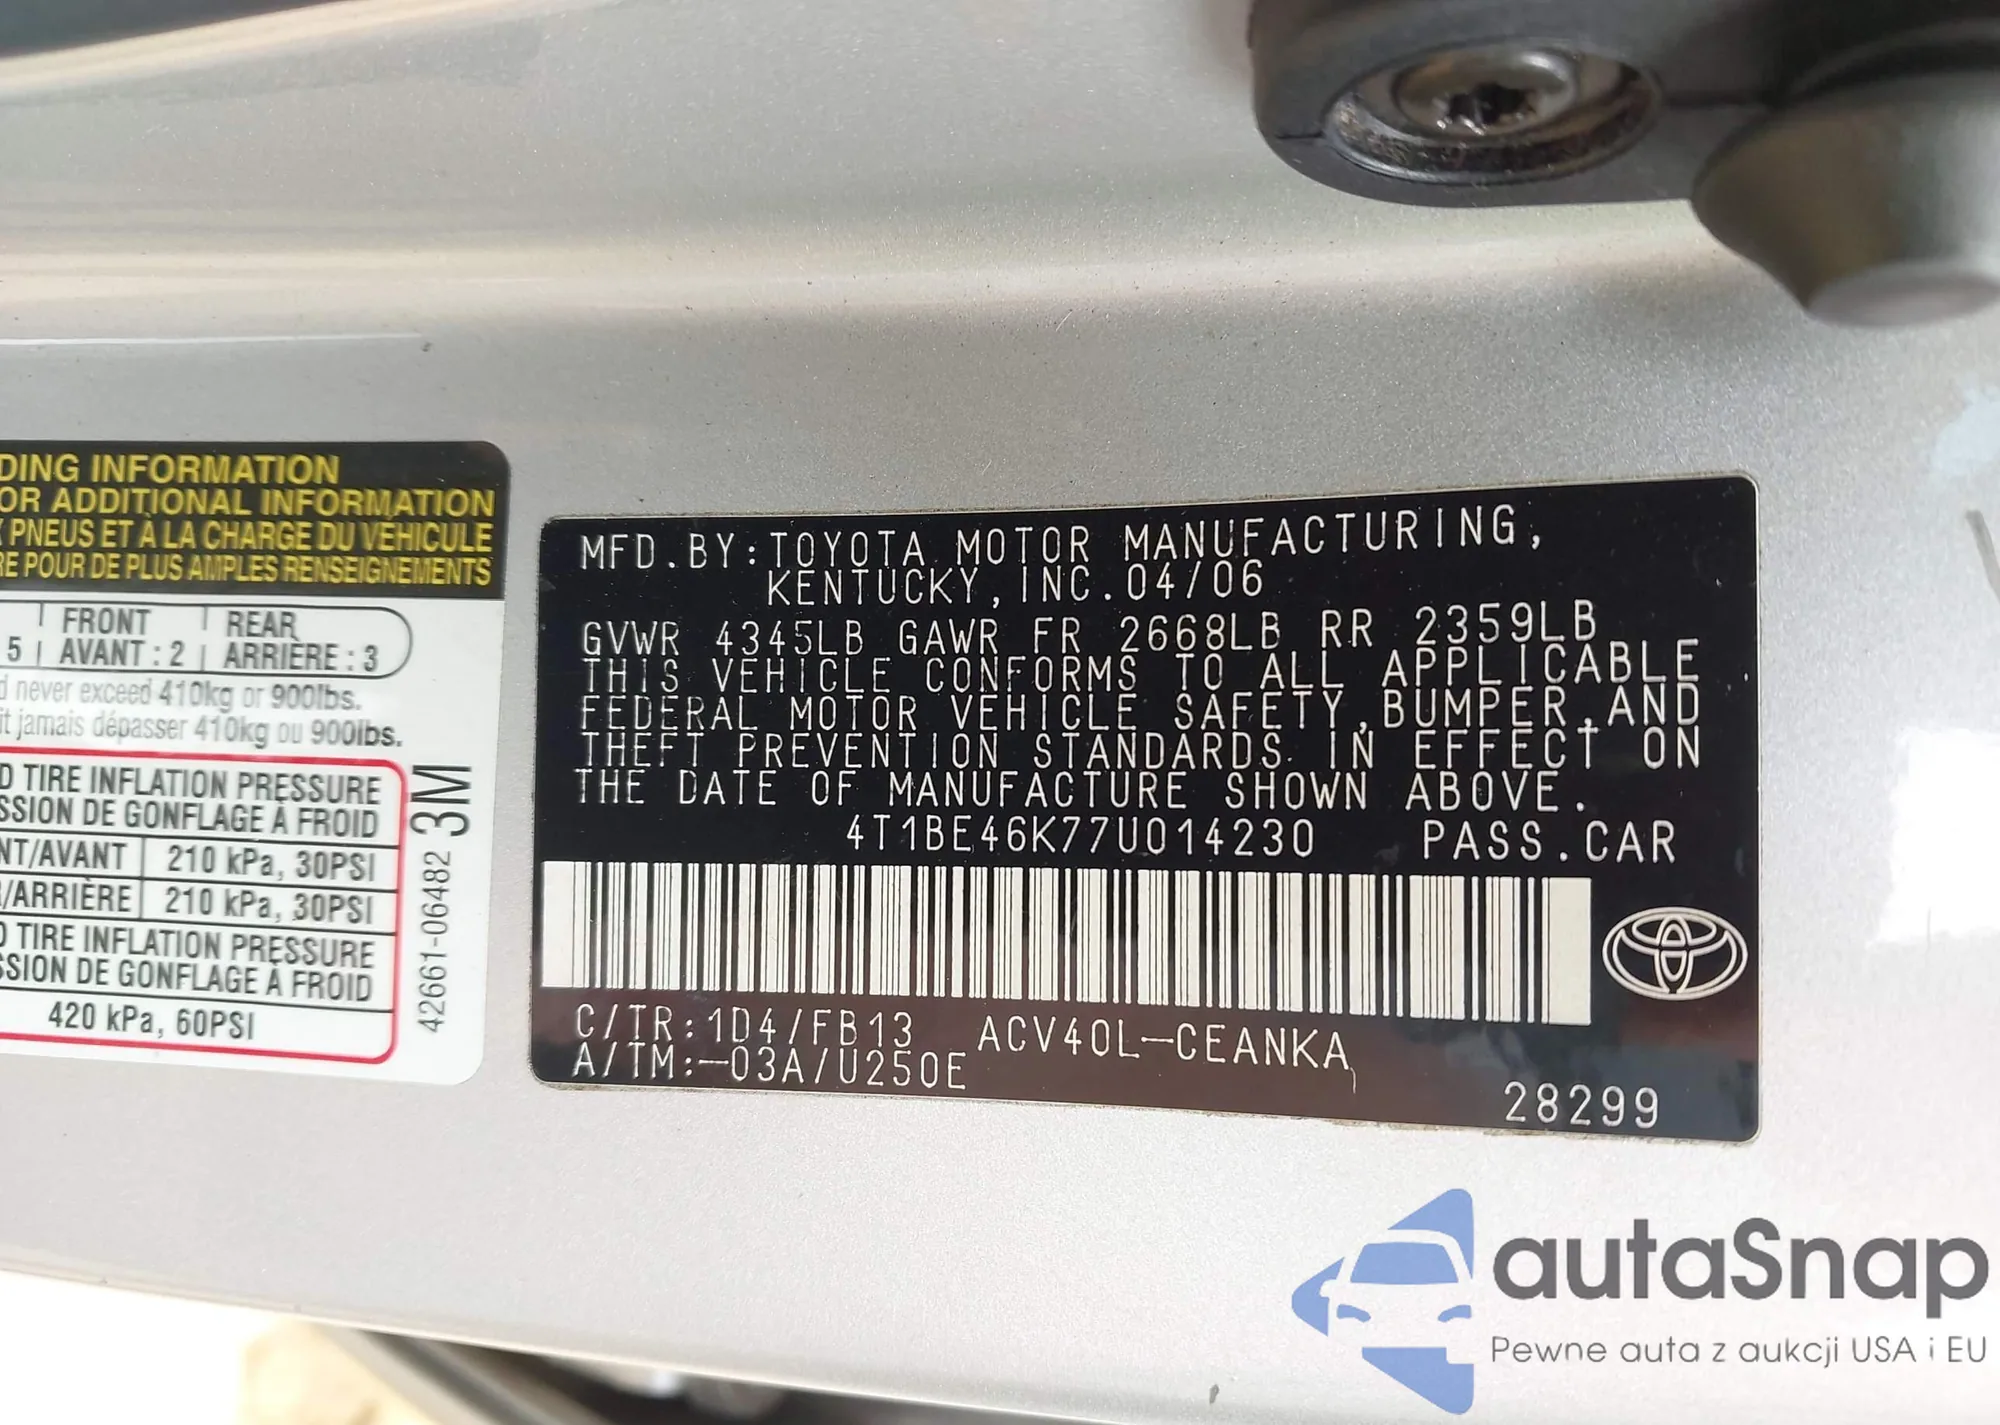 DING INFORMATION
OR ADDITIONAL INFORMATION
PNEUS ET À LA CHARGE DU VÉHICULE
RE POUR DE PLUS AMPLES RENSEIGNEMENTS
FRONT REAR
5 AVANT : 2 ARRIÈRE : 3
d never exceed 410kg or 900lbs.
it jamais dépasser 410kg ou 900lbs.
D TIRE INFLATION PRESSURE
SSION DE GONFLAGE À FROID
NT/AVANT 210 kPa, 30PSI
/ARRIÈRE 210 kPa, 30PSI
D TIRE INFLATION PRESSURE
SSION DE GONFLAGE À FROID
420 kPa, 60PSI
42661-06482 3M
MFD.BY:TOYOTA MOTOR MANUFACTURING,
KENTUCKY,INC.04/06
GVWR 4345LB GAWR FR 2668LB RR 2359LB
THIS VEHICLE CONFORMS TO ALL APPLICABLE
FEDERAL MOTOR VEHICLE SAFETY,BUMPER,AND
THEFT PREVENTION STANDARDS IN EFFECT ON
THE DATE OF MANUFACTURE SHOWN ABOVE.
4T1BE46K77U014230 PASS.CAR
C/TR:1D4/FB13 ACV40L-CEANKA
A/TM:-03A/U250E
28299
autaSnap
Pewne auta z aukcji USA i EU